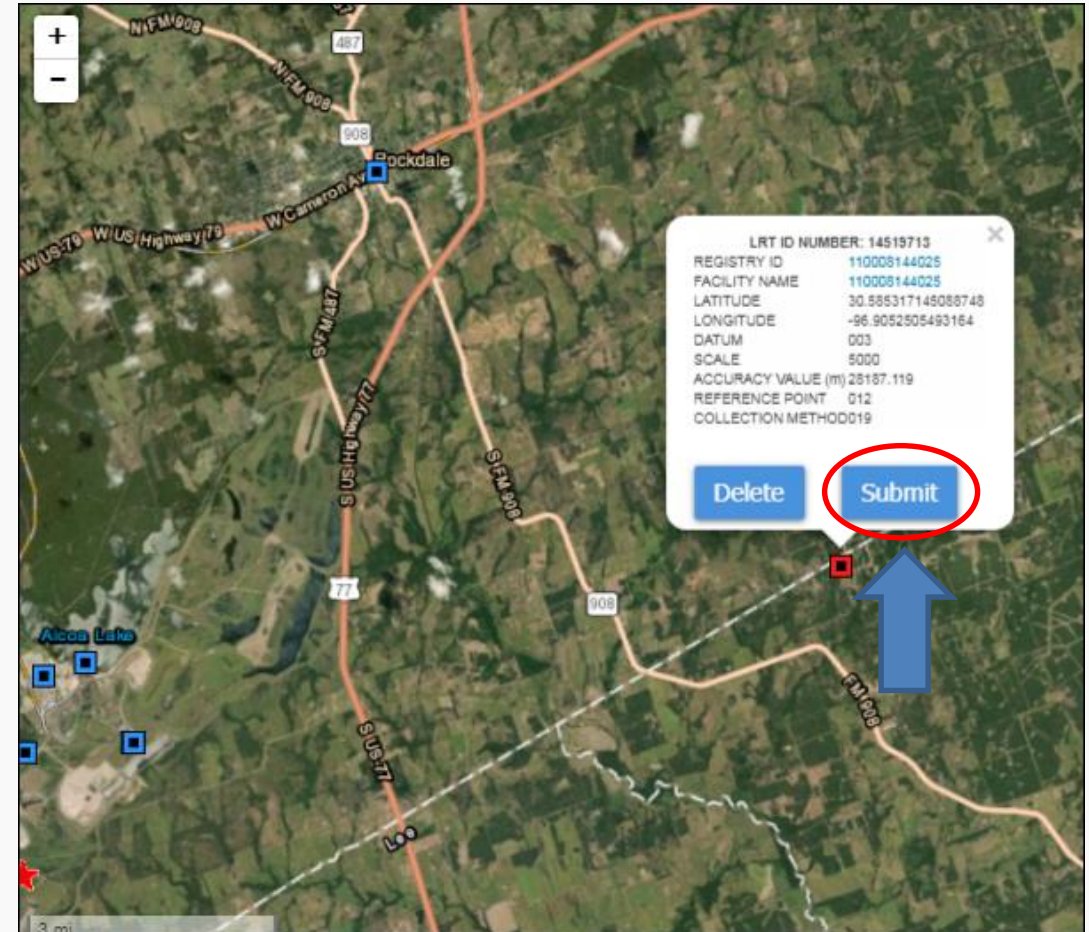 +
N FM 908
487
−
N FM 908
908
Rockdale
W Cameron Av
W US Highway 79
W US-79
S FM 487
×
LRT ID NUMBER: 14519713
REGISTRY ID 110008144025
FACILITY NAME 110008144025
LATITUDE 30.585317145088748
LONGITUDE -96.9052505493164
DATUM 003
SCALE 5000
ACCURACY VALUE (m) 28187.119
REFERENCE POINT 012
COLLECTION METHOD019
Delete Submit
S US Highway 77
S FM 908
77
908
Alcoa Lake
FM 908
S US-77
Lee
3 mi